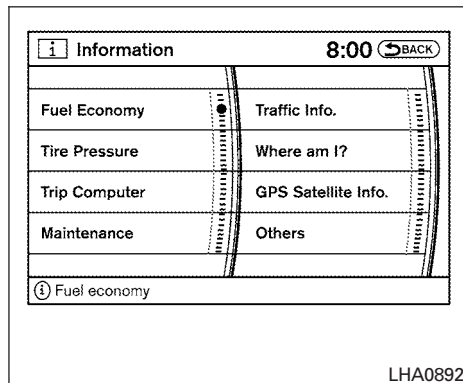 i Information 8:00 BACK
Fuel Economy
Tire Pressure
Trip Computer
Maintenance
Traffic Info.
Where am I?
GPS Satellite Info.
Others
i Fuel economy
LHA0892